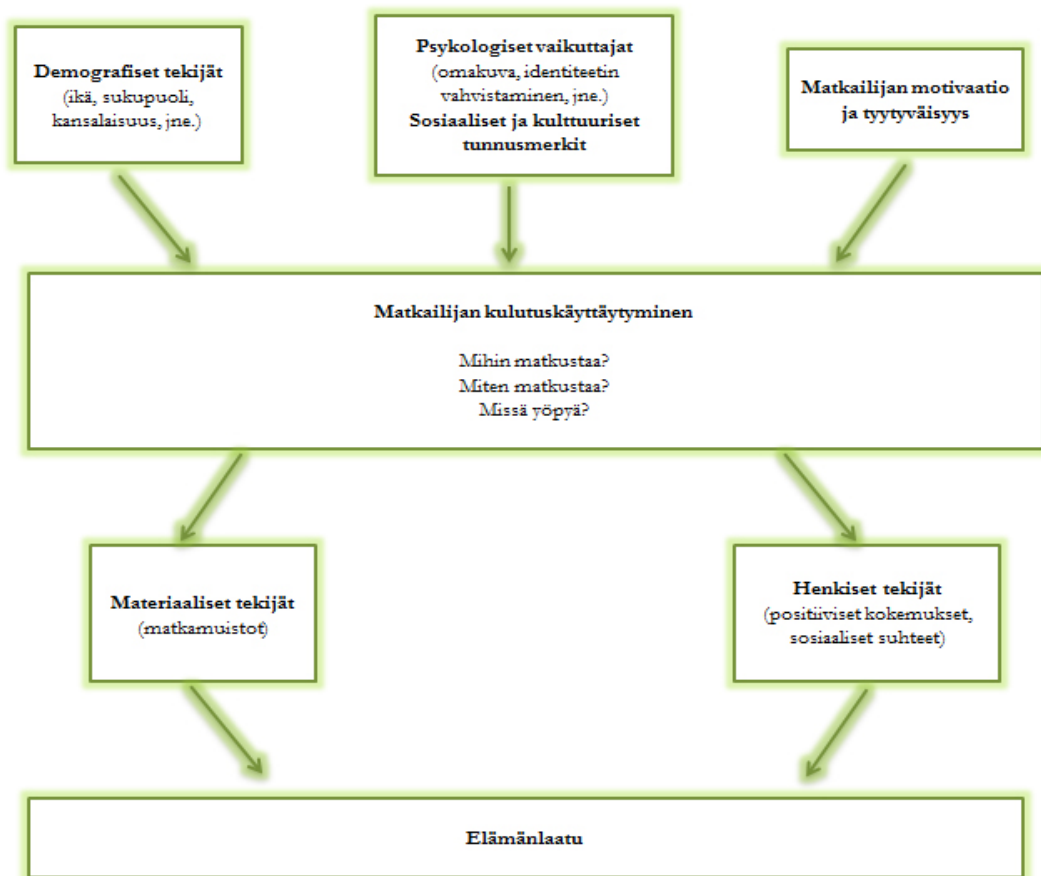 Demografiset tekijät
(ikä, sukupuoli,
kansalaisuus, jne.)
Psykologiset vaikuttajat
(omakuva, identiteetin
vahvistaminen, jne.)
Sosiaaliset ja kulttuuriset
tunnusmerkit
Matkailijan motivaatio
ja tyytyväisyys
Matkailijan kulutuskäyttäytyminen
Mihin matkustaa?
Miten matkustaa?
Missä yöpyä?
Materiaaliset tekijät
(matkamuistot)
Henkiset tekijät
(positiiviset kokemukset,
sosiaaliset suhteet)
Elämänlaatu